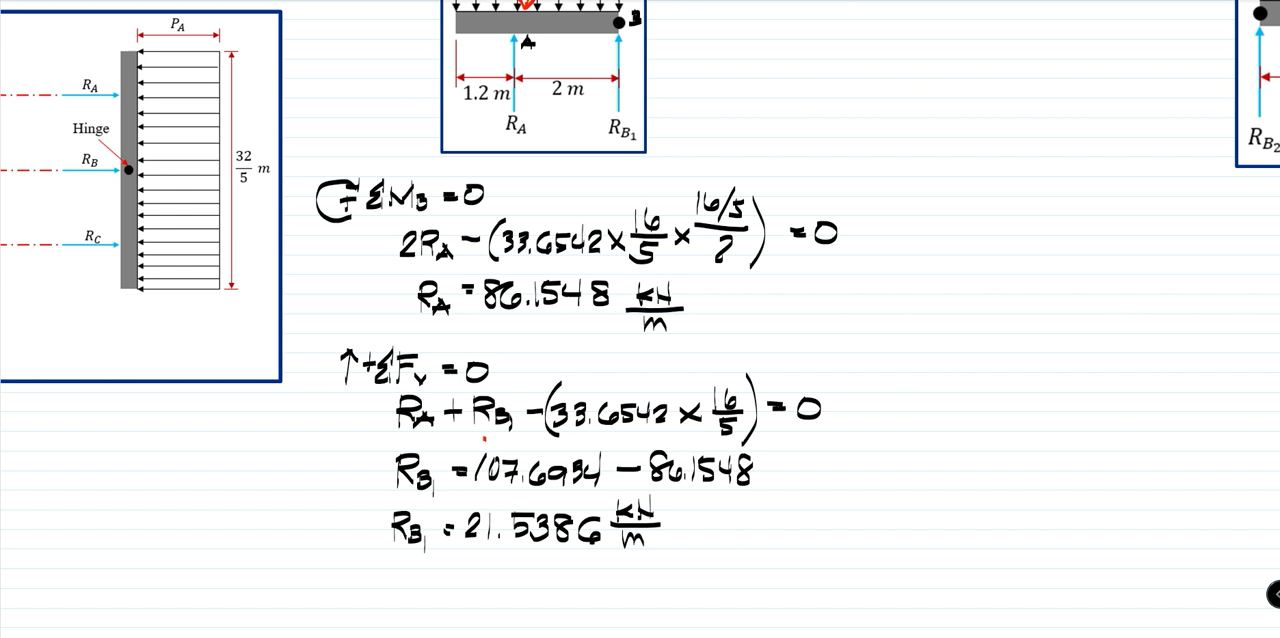 P_A
R_A
Hinge
R_B
32/5 m
R_C
B
A
1.2 m
2 m
R_A
R_B₁
R_B₂
+ΣM_B = 0
2R_A − (33.6542 × 16/5 × (16/5)/2) = 0
R_A = 86.1548 kN/m
↑+ΣF_v = 0
R_A + R_B₁ − (33.6542 × 16/5) = 0
R_B₁ = 107.6934 − 86.1548
R_B₁ = 21.5386 kN/m